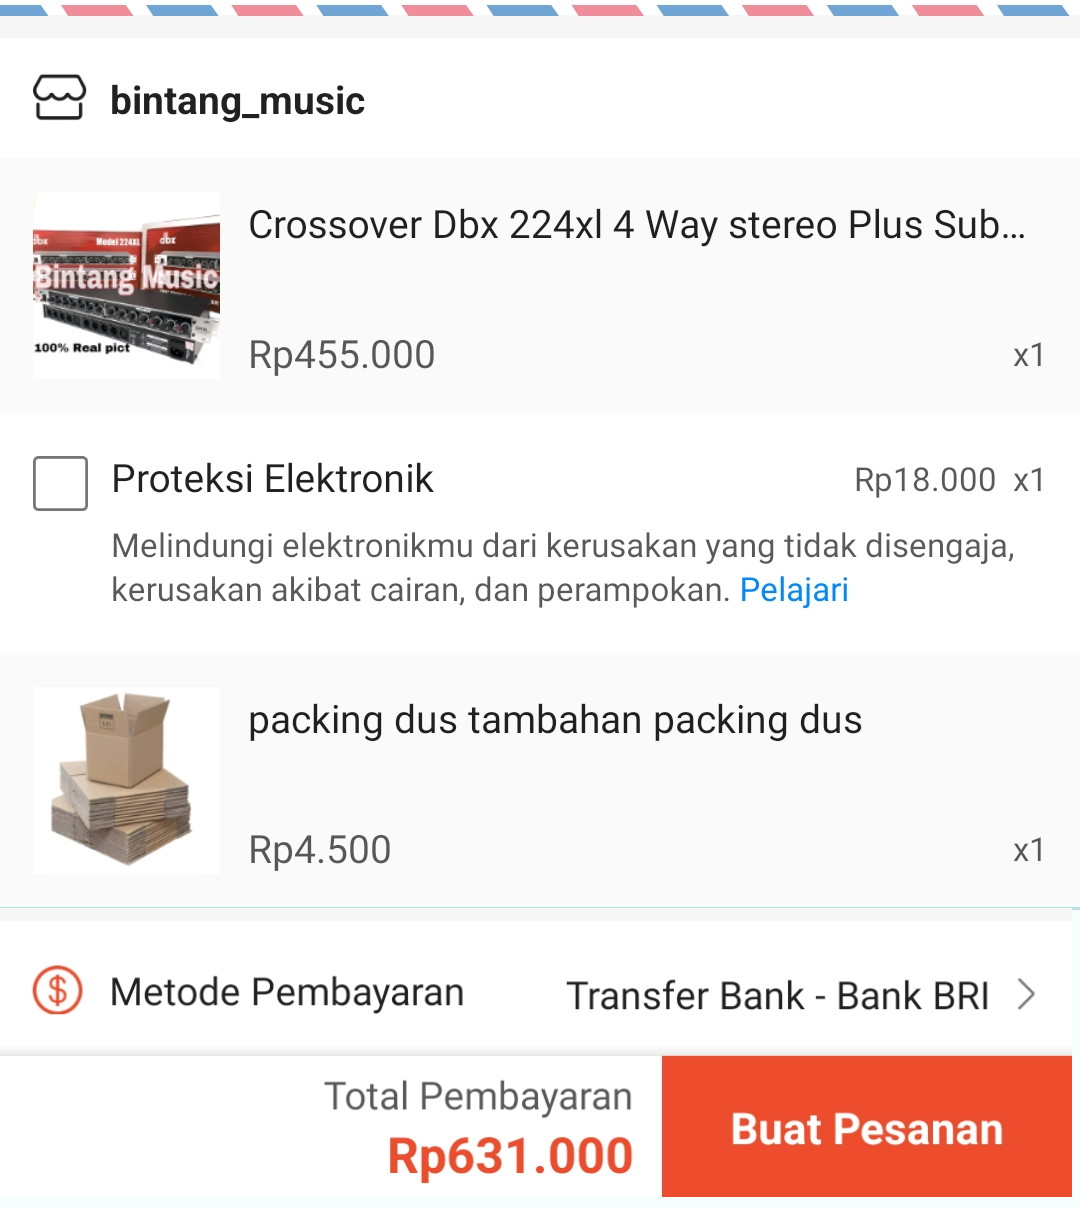 bintang_music
Crossover Dbx 224xl 4 Way stereo Plus Sub...
dbx
Model 224XL
dbx
Bintang Music
100% Real pict
Rp455.000
x1
Proteksi Elektronik
Rp18.000 x1
Melindungi elektronikmu dari kerusakan yang tidak disengaja,
kerusakan akibat cairan, dan perampokan. Pelajari
packing dus tambahan packing dus
Rp4.500
x1
Metode Pembayaran
Transfer Bank - Bank BRI
Total Pembayaran
Rp631.000
Buat Pesanan